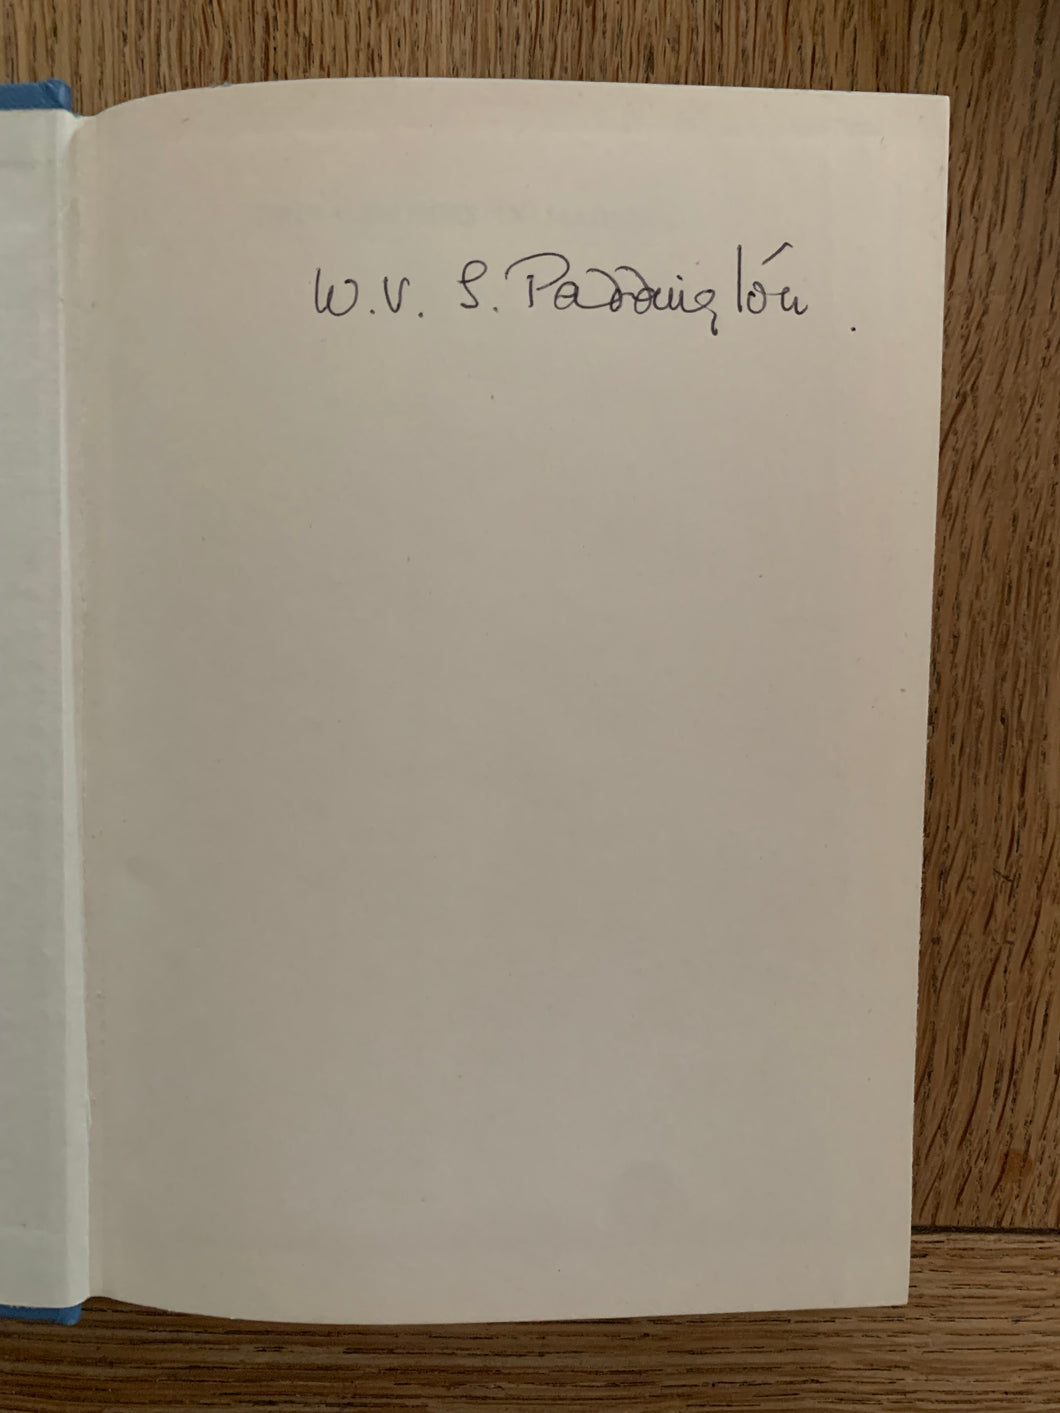 W. V. S. Paddington.